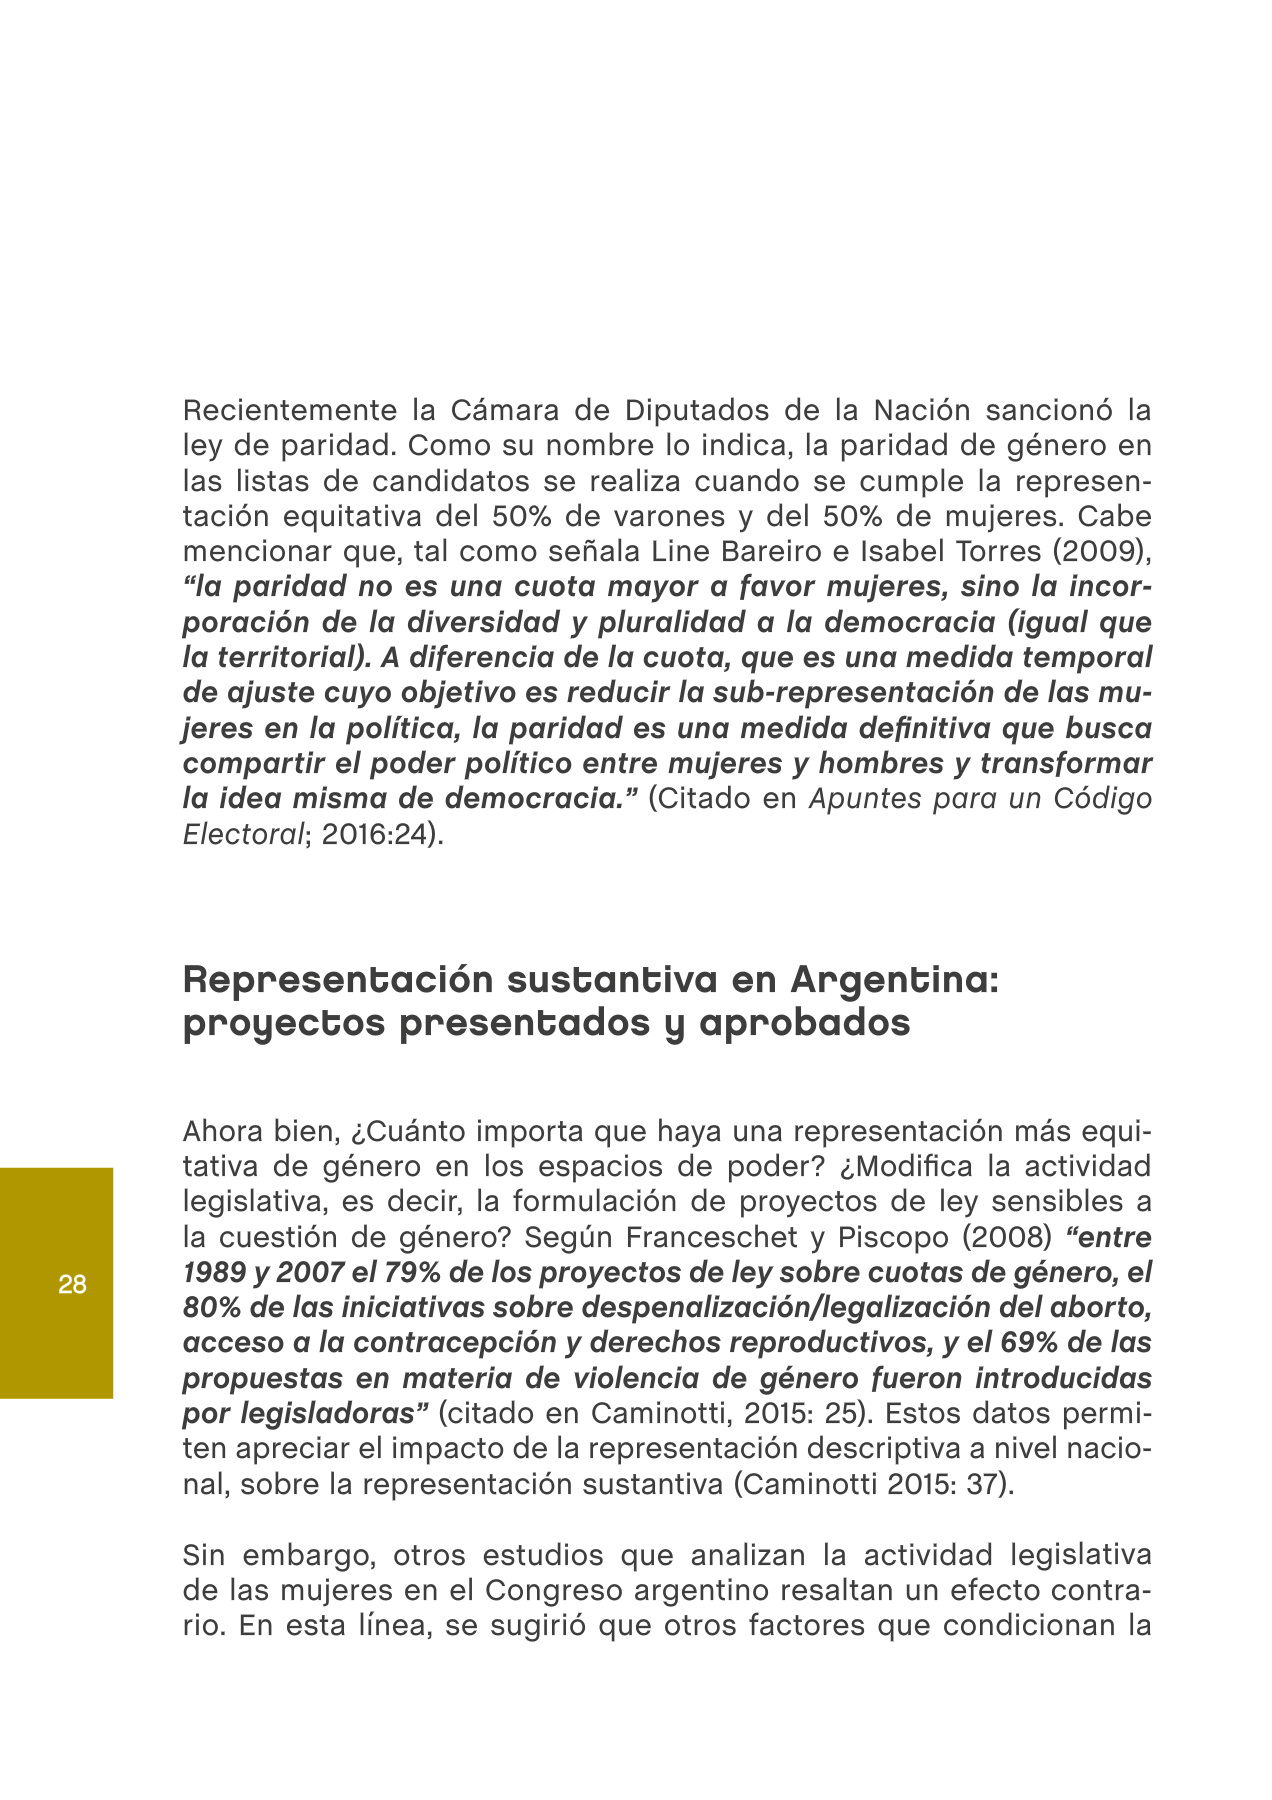 Recientemente la Cámara de Diputados de la Nación sancionó la
ley de paridad. Como su nombre lo indica, la paridad de género en
las listas de candidatos se realiza cuando se cumple la represen-
tación equitativa del 50% de varones y del 50% de mujeres. Cabe
mencionar que, tal como señala Line Bareiro e Isabel Torres (2009),
“la paridad no es una cuota mayor a favor mujeres, sino la incor-
poración de la diversidad y pluralidad a la democracia (igual que
la territorial). A diferencia de la cuota, que es una medida temporal
de ajuste cuyo objetivo es reducir la sub-representación de las mu-
jeres en la política, la paridad es una medida definitiva que busca
compartir el poder político entre mujeres y hombres y transformar
la idea misma de democracia.” (Citado en Apuntes para un Código
Electoral; 2016:24).
Representación sustantiva en Argentina:
proyectos presentados y aprobados
Ahora bien, ¿Cuánto importa que haya una representación más equi-
tativa de género en los espacios de poder? ¿Modifica la actividad
legislativa, es decir, la formulación de proyectos de ley sensibles a
la cuestión de género? Según Franceschet y Piscopo (2008) “entre
1989 y 2007 el 79% de los proyectos de ley sobre cuotas de género, el
80% de las iniciativas sobre despenalización/legalización del aborto,
acceso a la contracepción y derechos reproductivos, y el 69% de las
propuestas en materia de violencia de género fueron introducidas
por legisladoras” (citado en Caminotti, 2015: 25). Estos datos permi-
ten apreciar el impacto de la representación descriptiva a nivel nacio-
nal, sobre la representación sustantiva (Caminotti 2015: 37).
Sin embargo, otros estudios que analizan la actividad legislativa
de las mujeres en el Congreso argentino resaltan un efecto contra-
rio. En esta línea, se sugirió que otros factores que condicionan la
28